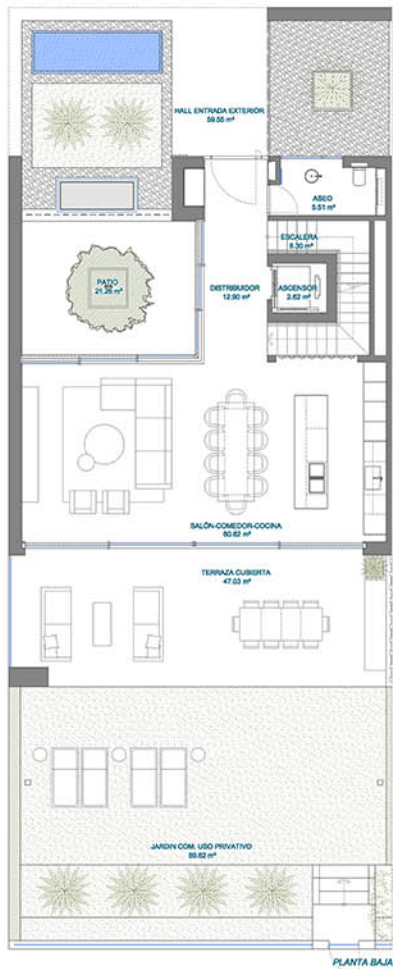 HALL ENTRADA EXTERIOR
59.55 m²
ASEO
5.51 m²
ESCALERA
8.30 m²
PATIO
21.26 m²
DISTRIBUIDOR
12.90 m²
ASCENSOR
2.62 m²
SALÓN-COMEDOR-COCINA
60.62 m²
TERRAZA CUBIERTA
47.03 m²
JARDIN COM. USO PRIVATIVO
89.62 m²
PLANTA BAJA